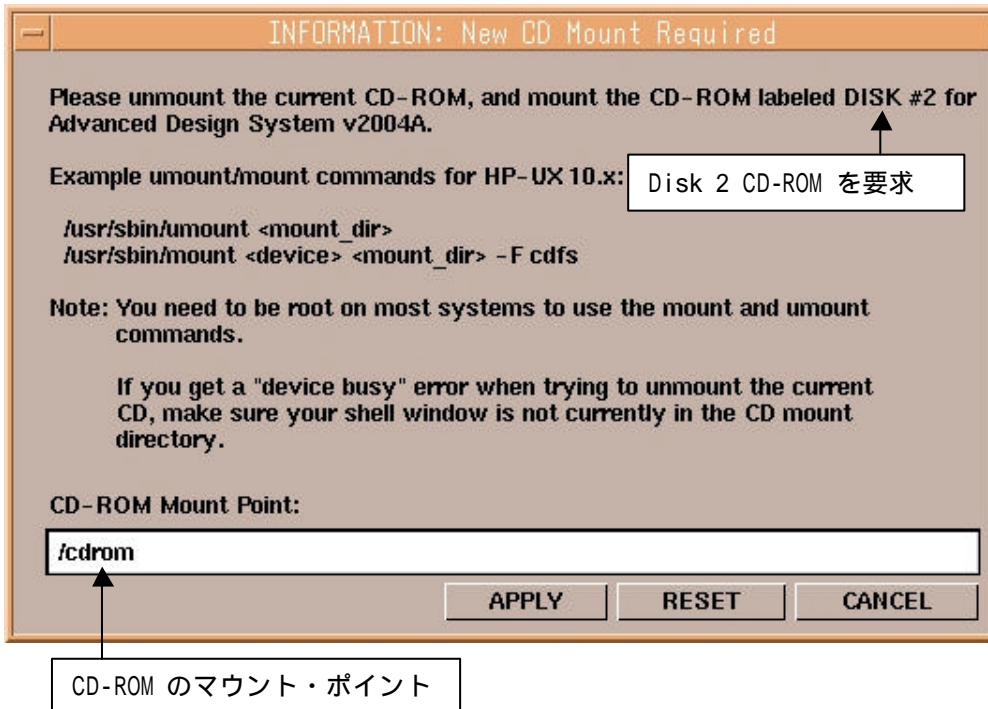 INFORMATION: New CD Mount Required
Please unmount the current CD-ROM, and mount the CD-ROM labeled DISK #2 for
Advanced Design System v2004A.
Example umount/mount commands for HP-UX 10.x:
Disk 2 CD-ROM を要求
/usr/sbin/umount <mount_dir>
/usr/sbin/mount <device> <mount_dir> -F cdfs
Note: You need to be root on most systems to use the mount and umount
commands.
If you get a "device busy" error when trying to unmount the current
CD, make sure your shell window is not currently in the CD mount
directory.
CD-ROM Mount Point:
/cdrom
APPLY RESET CANCEL
CD-ROM のマウント・ポイント